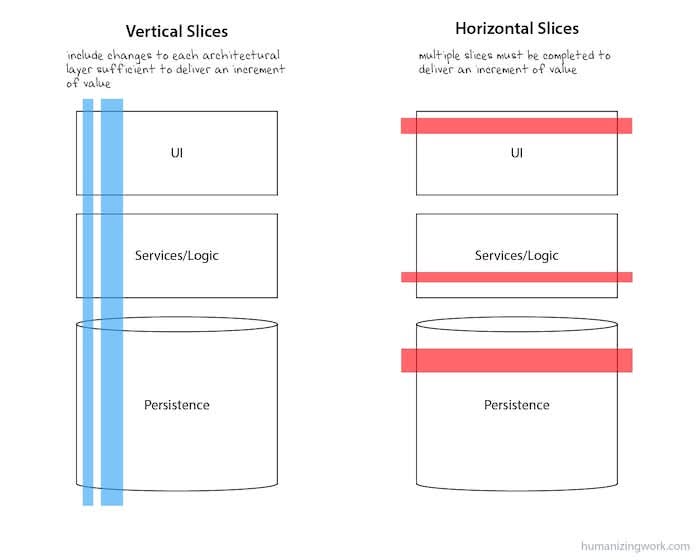 Vertical Slices
include changes to each architectural
layer sufficient to deliver an increment
of value
UI
Services/Logic
Persistence
Horizontal Slices
multiple slices must be completed to
deliver an increment of value
UI
Services/Logic
Persistence
humanizingwork.com